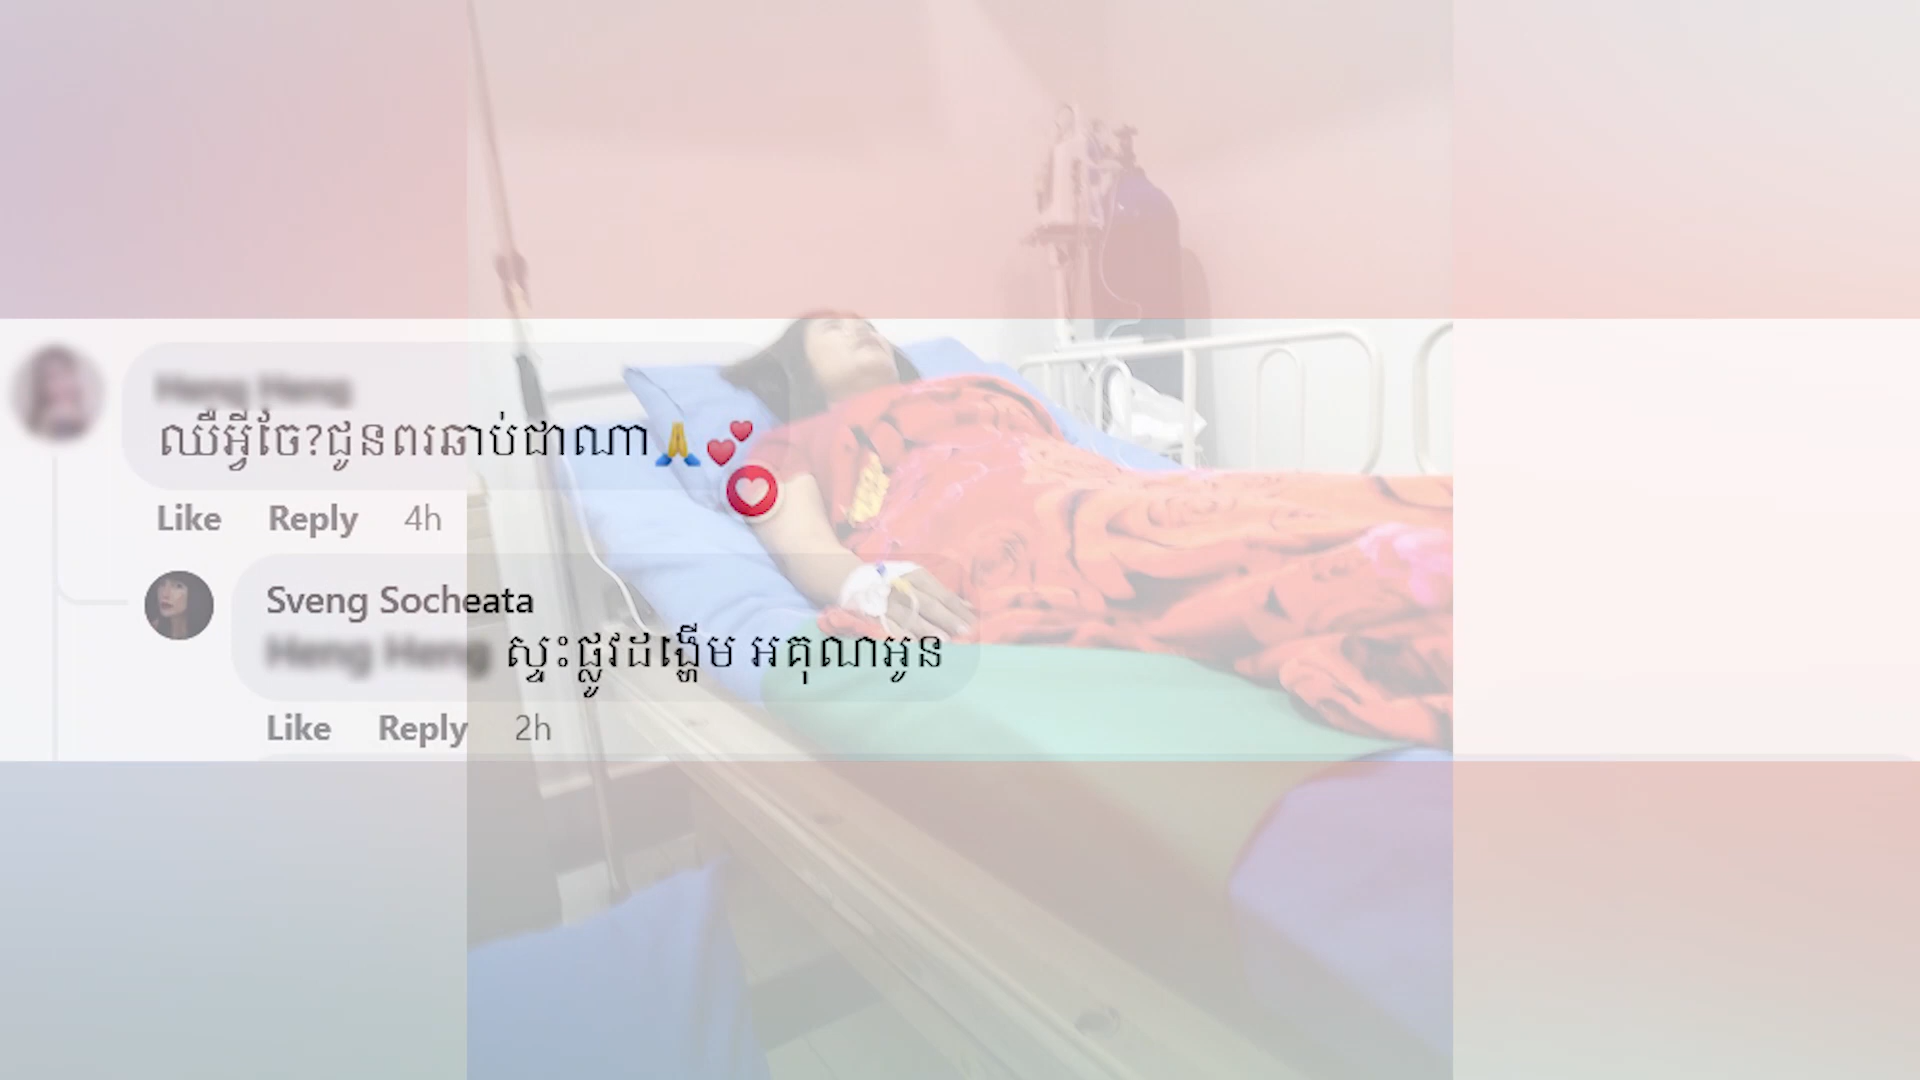 ឈឺអ្វីចែ?ជូនពរឆាប់ជាណា🙏💕
Like Reply 4h
Sveng Socheata
ស្ទះផ្លូវដង្ហើម អគុណអូន
Like Reply 2h